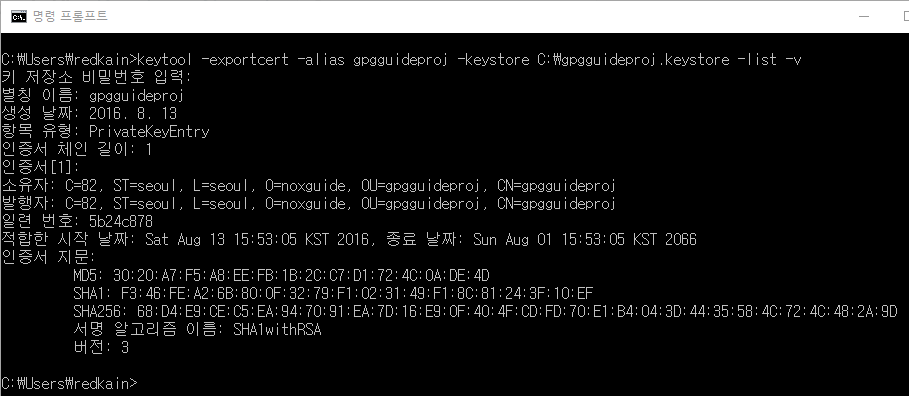 명령 프롬프트
C:\Users\redkain>keytool -exportcert -alias gpgguideproj -keystore C:\gpgguideproj.keystore -list -v
키 저장소 비밀번호 입력:
별칭 이름: gpgguideproj
생성 날짜: 2016. 8. 13
항목 유형: PrivateKeyEntry
인증서 체인 길이: 1
인증서[1]:
소유자: C=82, ST=seoul, L=seoul, O=noxguide, OU=gpgguideproj, CN=gpgguideproj
발행자: C=82, ST=seoul, L=seoul, O=noxguide, OU=gpgguideproj, CN=gpgguideproj
일련 번호: 5b24c878
적합한 시작 날짜: Sat Aug 13 15:53:05 KST 2016, 종료 날짜: Sun Aug 01 15:53:05 KST 2066
인증서 지문:
MD5: 30:20:A7:F5:A8:EE:FB:1B:2C:C7:D1:72:4C:0A:DE:4D
SHA1: F3:46:FE:A2:6B:80:0F:32:79:F1:02:31:49:F1:8C:81:24:3F:10:EF
SHA256: 68:D4:E9:CE:C5:EA:94:70:91:EA:7D:16:E9:0F:40:4F:CD:FD:70:E1:B4:04:3D:44:35:58:4C:72:4C:48:2A:9D
서명 알고리즘 이름: SHA1withRSA
버전: 3
C:\Users\redkain>